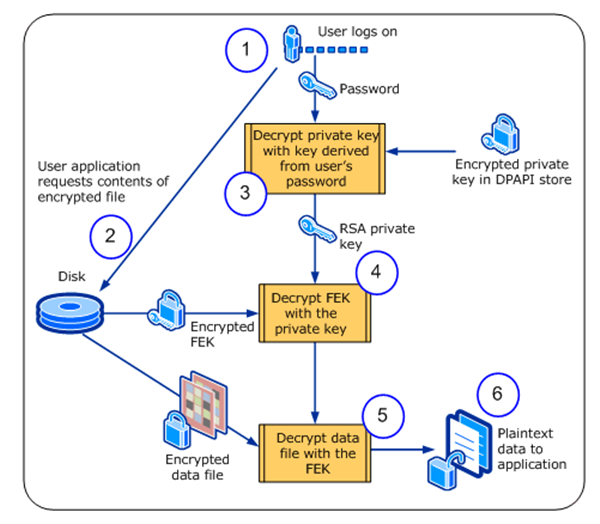 1
User logs on
Password
Decrypt private key
with key derived
from user's
password
Encrypted private
key in DPAPI store
User application
requests contents of
encrypted file
2
3
RSA private
key
4
Disk
Decrypt FEK
with the
private key
Encrypted
FEK
5
6
Decrypt data
file with the
FEK
Plaintext
data to
application
Encrypted
data file